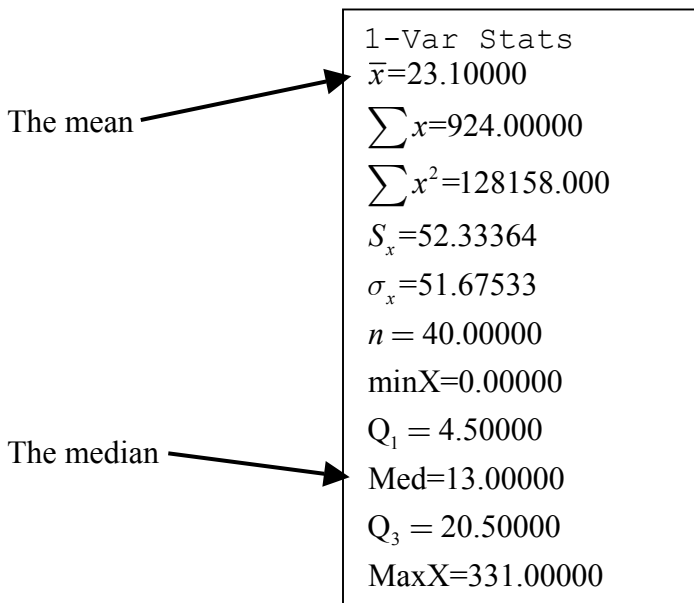 1-Var Stats
x̅=23.10000
The mean
∑x=924.00000
∑x²=128158.000
Sₓ=52.33364
σₓ=51.67533
n = 40.00000
minX=0.00000
Q₁ = 4.50000
The median
Med=13.00000
Q₃ = 20.50000
MaxX=331.00000